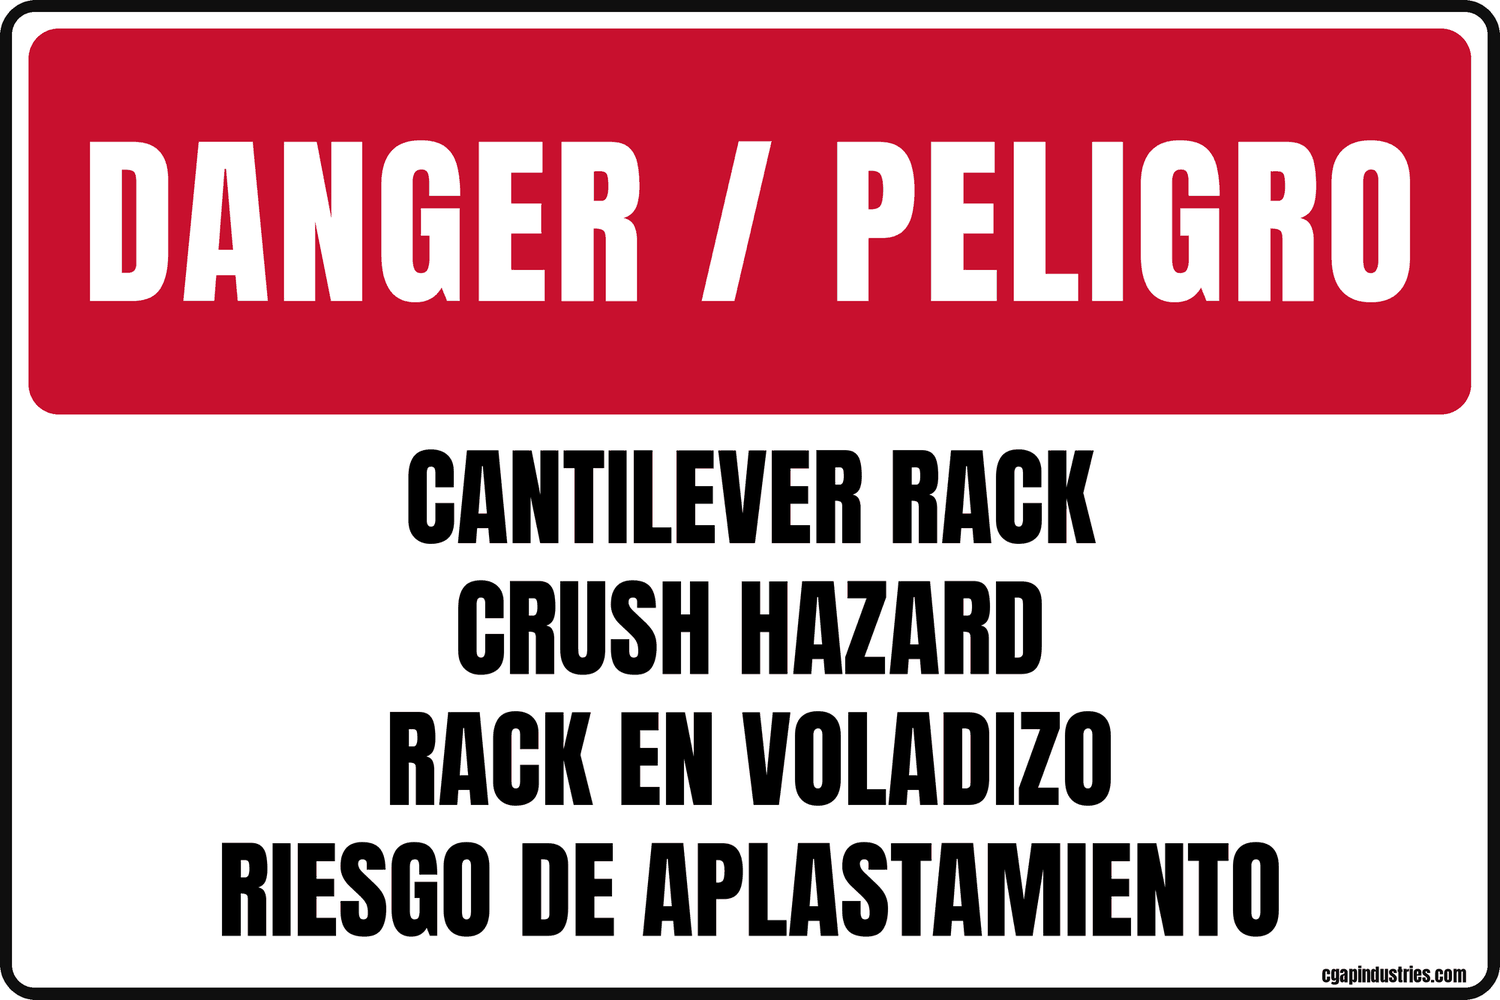 DANGER / PELIGRO
CANTILEVER RACK
CRUSH HAZARD
RACK EN VOLADIZO
RIESGO DE APLASTAMIENTO
cgapindustries.com